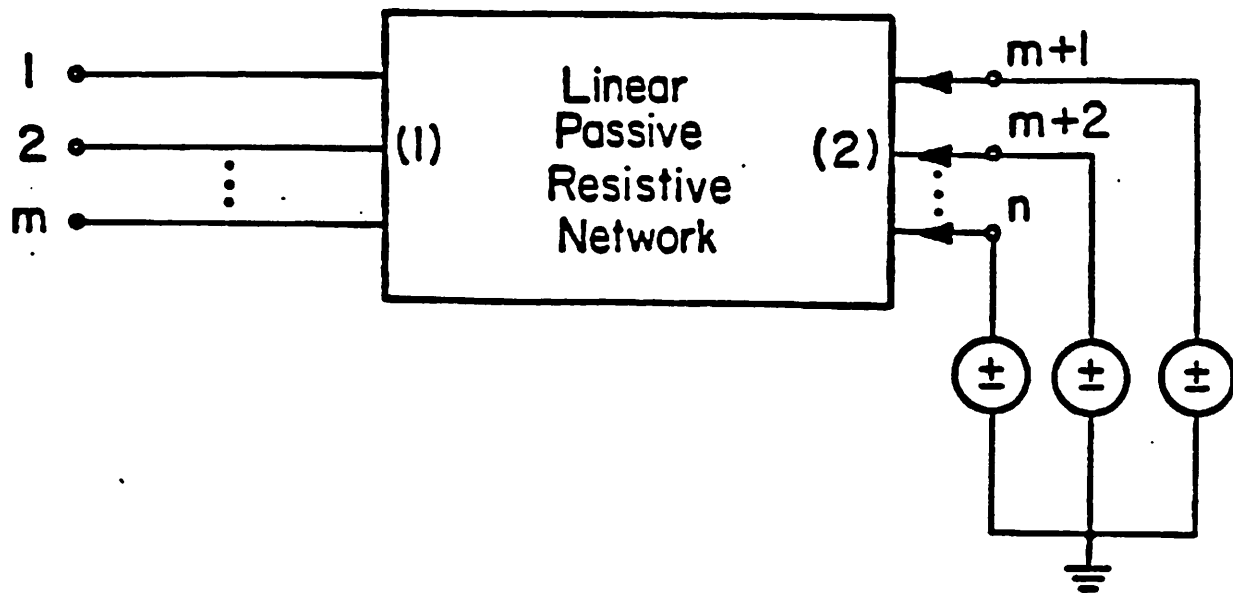 1
2
m
(1)
Linear
Passive
Resistive
Network
(2)
m+1
m+2
n